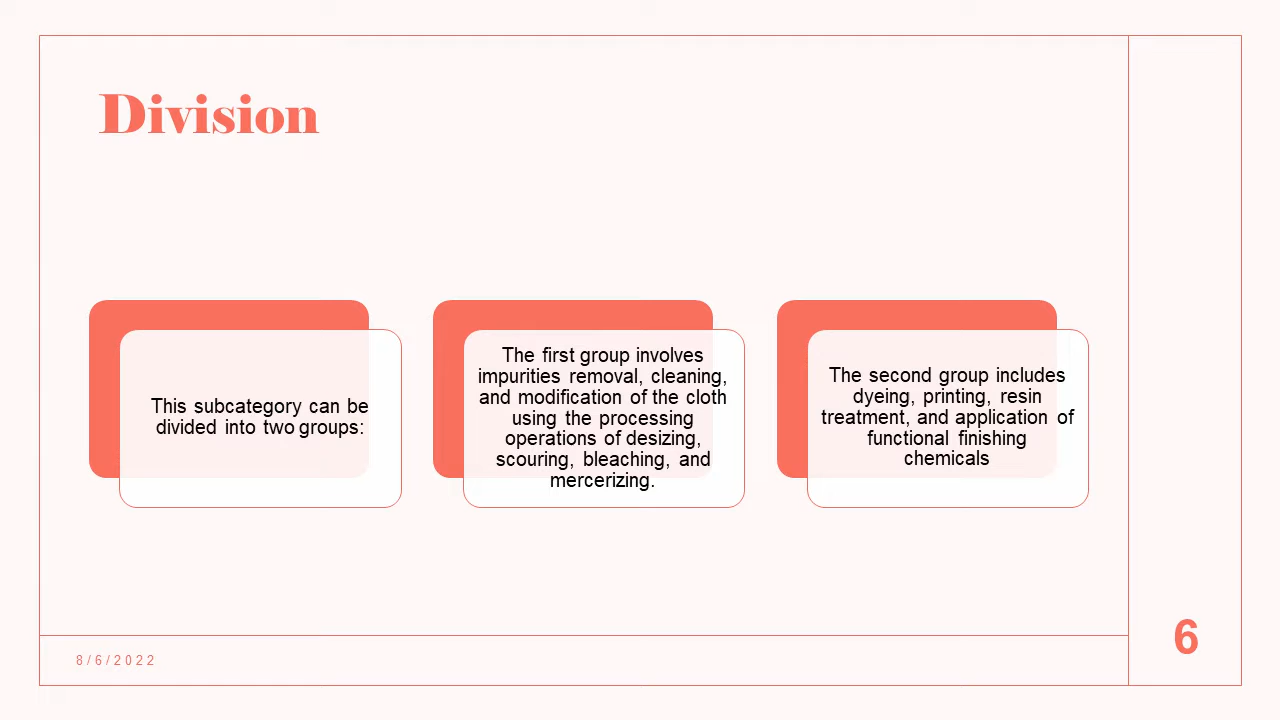 Division
This subcategory can be
divided into two groups:
The first group involves
impurities removal, cleaning,
and modification of the cloth
using the processing
operations of desizing,
scouring, bleaching, and
mercerizing.
The second group includes
dyeing, printing, resin
treatment, and application of
functional finishing
chemicals
8/6/2022
6